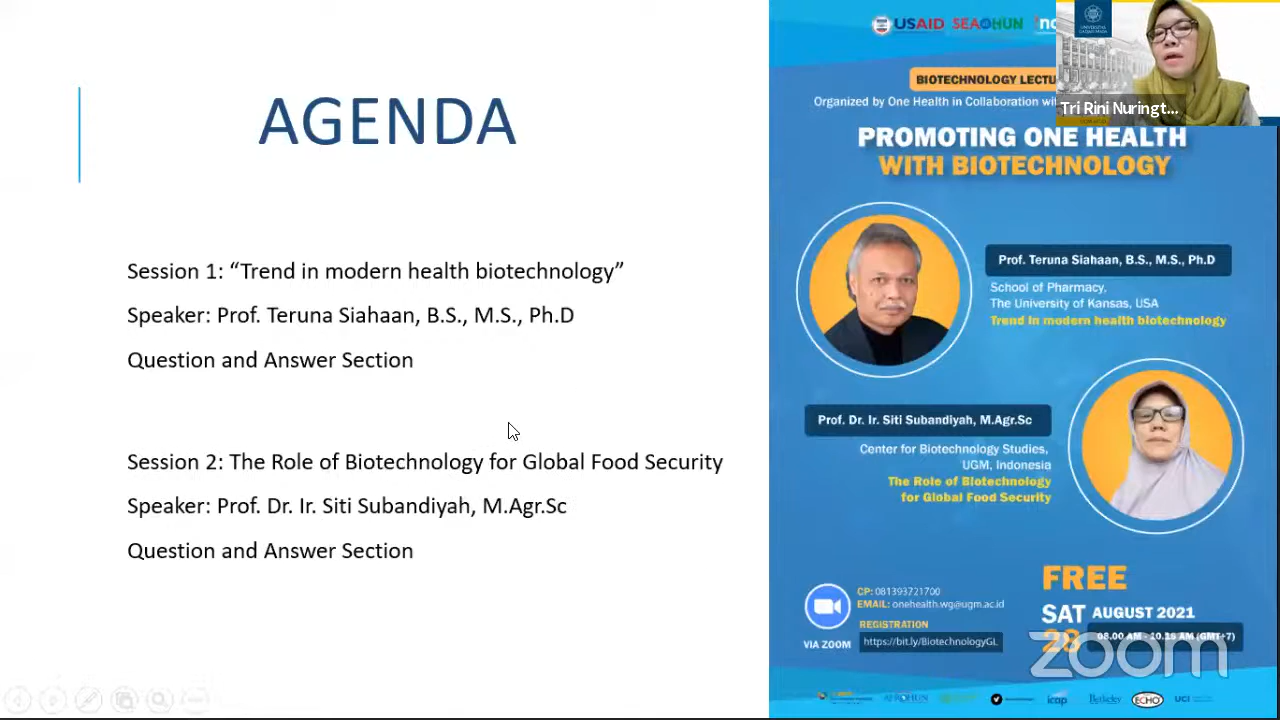 AGENDA
Session 1: “Trend in modern health biotechnology”
Speaker: Prof. Teruna Siahaan, B.S., M.S., Ph.D
Question and Answer Section
Session 2: The Role of Biotechnology for Global Food Security
Speaker: Prof. Dr. Ir. Siti Subandiyah, M.Agr.Sc
Question and Answer Section
USAID SEAOHUN
BIOTECHNOLOGY LECTU
Organized by One Health in Collaboration wit
Tri Rini Nuringt...
PROMOTING ONE HEALTH
WITH BIOTECHNOLOGY
Prof. Teruna Siahaan, B.S., M.S., Ph.D
School of Pharmacy,
The University of Kansas, USA
Trend in modern health biotechnology
Prof. Dr. Ir. Siti Subandiyah, M.Agr.Sc
Center for Biotechnology Studies,
UGM, Indonesia
The Role of Biotechnology
for Global Food Security
CP: 081393721700
EMAIL: onehealth.wg@ugm.ac.id
REGISTRATION
https://bit.ly/BiotechnologyGL
VIA ZOOM
FREE
SAT AUGUST 2021
28
zoom
icap Berkeley ECHO UCI